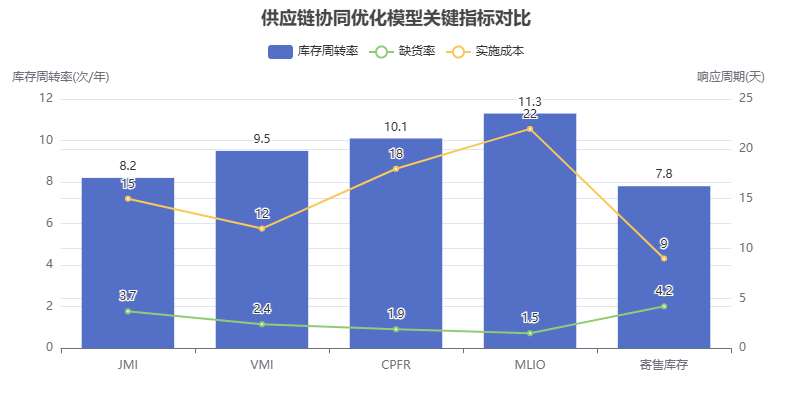 供应链协同优化模型关键指标对比
库存周转率 缺货率 实施成本
库存周转率(次/年) 响应周期(天)
12 25
11.3
22
10 10.1 20
9.5
18
8 8.2 7.8
15 15
12
6
10
4 9
3.7 2.4 1.9 1.5 4.2
2 5
0 0
JMI VMI CPFR MLIO 寄售库存